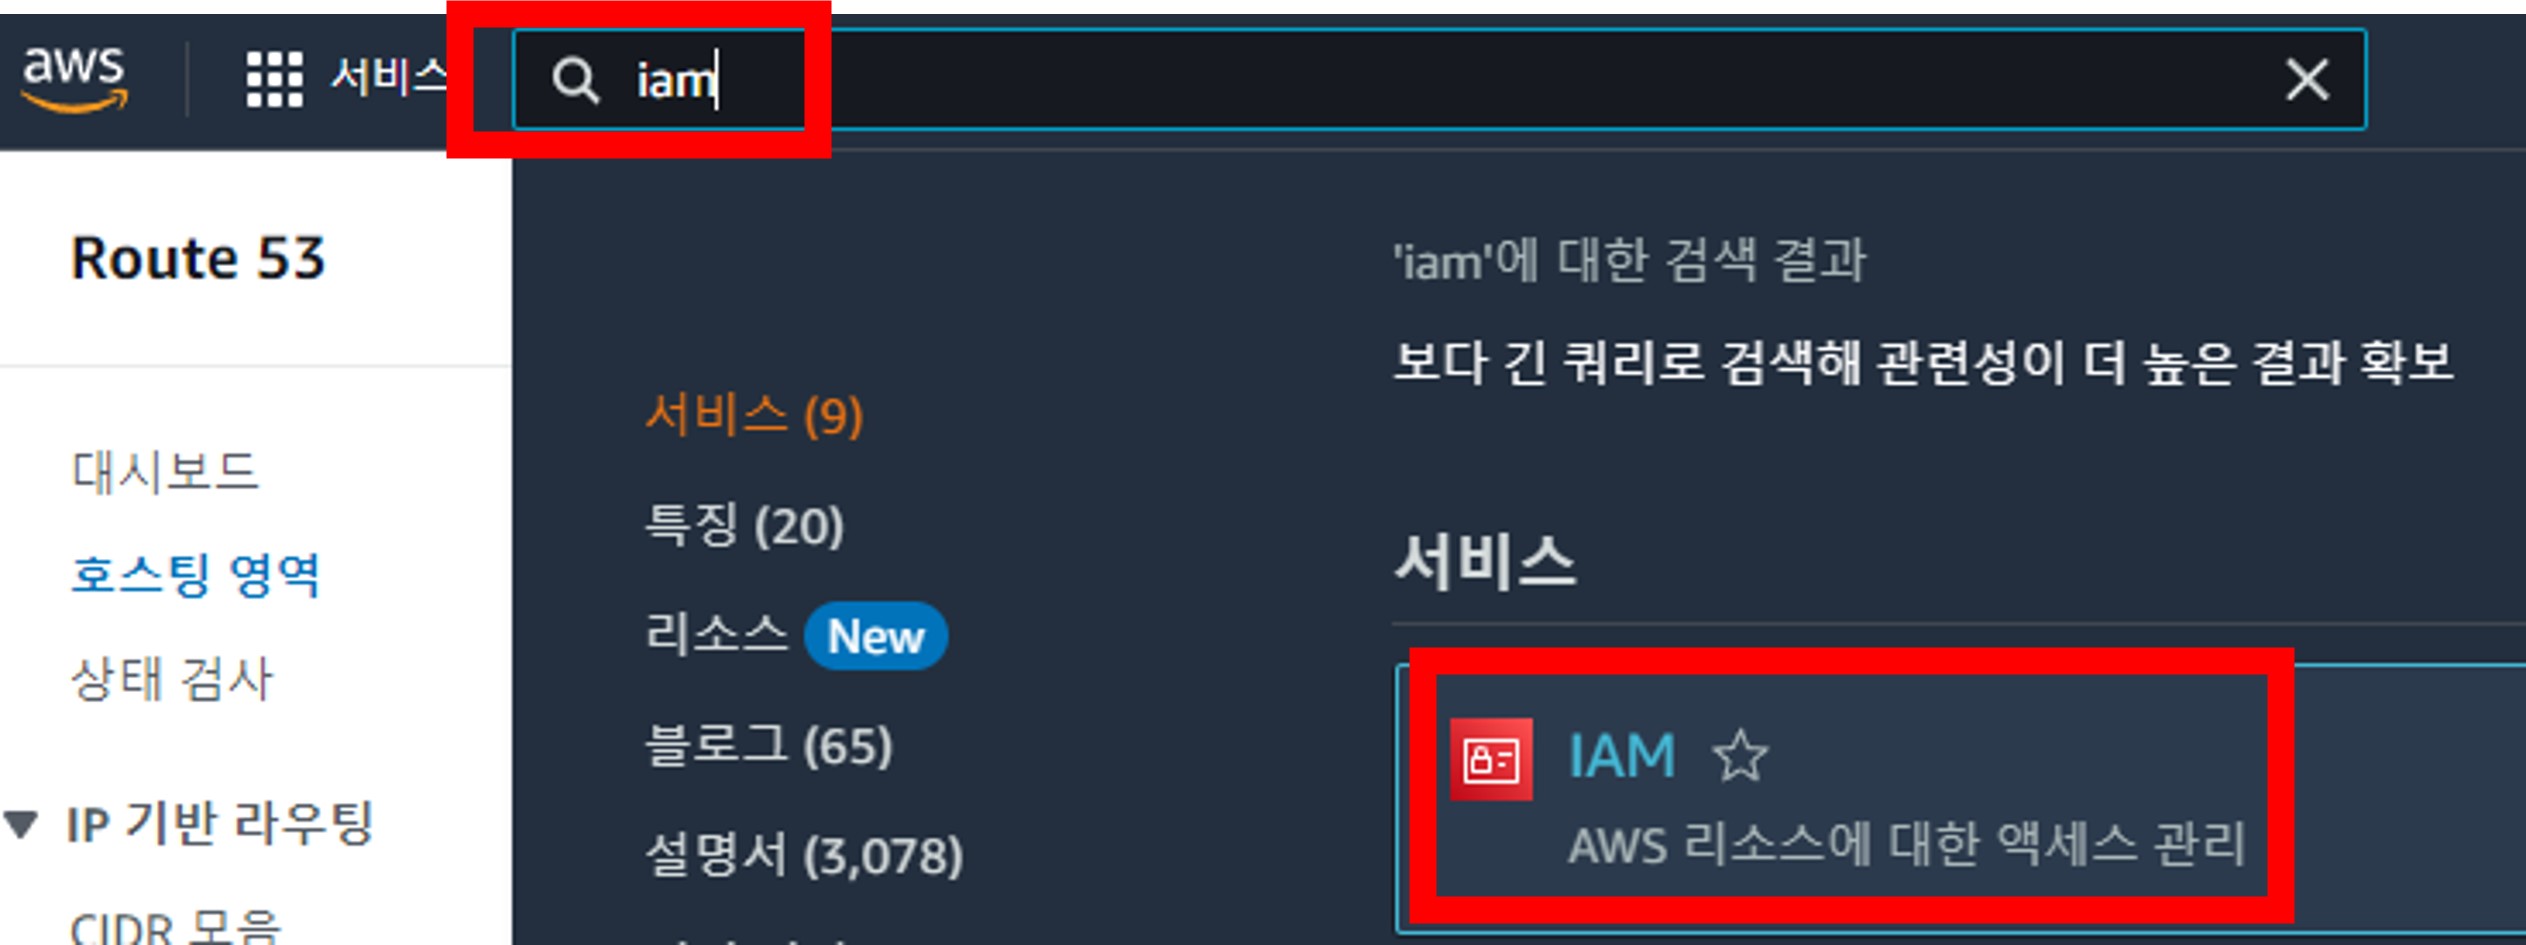 aws
서비스
iam
Route 53
대시보드
호스팅 영역
상태 검사
IP 기반 라우팅
CIDR 모음
서비스 (9)
특징 (20)
리소스 New
블로그 (65)
설명서 (3,078)
'iam'에 대한 검색 결과
보다 긴 쿼리로 검색해 관련성이 더 높은 결과 확보
서비스
IAM
AWS 리소스에 대한 액세스 관리